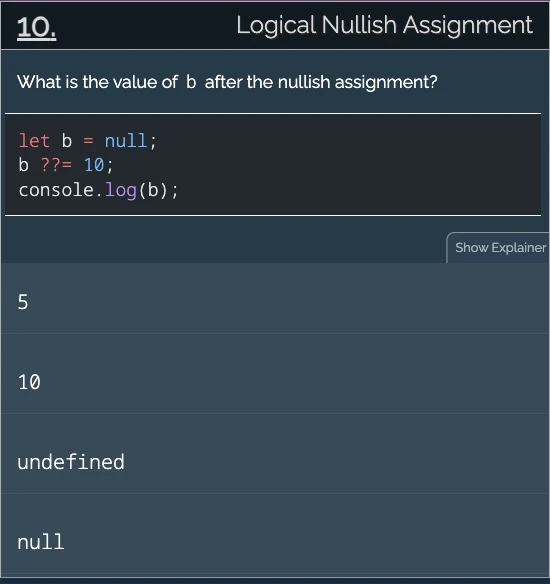 10.
Logical Nullish Assignment
What is the value of b after the nullish assignment?
let b = null;
b ??= 10;
console.log(b);
Show Explainer
5
10
undefined
null